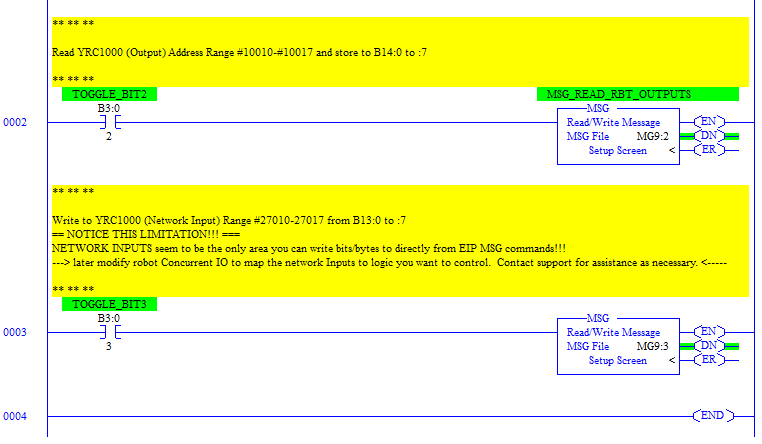 ** ** **
Read YRC1000 (Output) Address Range #10010-#10017 and store to B14:0 to :7
** ** **
TOGGLE_BIT2
MSG_READ_RBT_OUTPUTS
B3:0
MSG
0002
Read/Write Message
EN
2
MSG File MG9:2
DN
Setup Screen <
ER
** ** **
Write to YRC1000 (Network Input) Range #27010-27017 from B13:0 to :7
== NOTICE THIS LIMITATION!!! ===
NETWORK INPUTS seem to be the only area you can write bits/bytes to directly from EIP MSG commands!!!
---> later modify robot Concurrent IO to map the network Inputs to logic you want to control. Contact support for assistance as necessary. <-----
** ** **
TOGGLE_BIT3
B3:0
MSG
0003
Read/Write Message
EN
3
MSG File MG9:3
DN
Setup Screen <
ER
0004
END